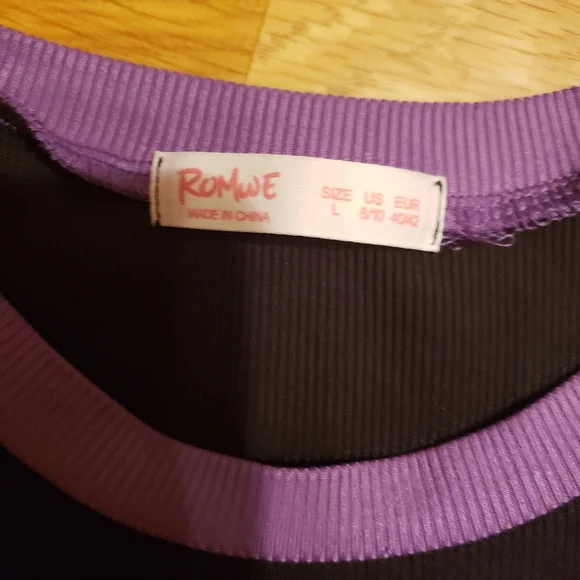 ROMWE
MADE IN CHINA
SIZE US EUR
L 8/10 40/42